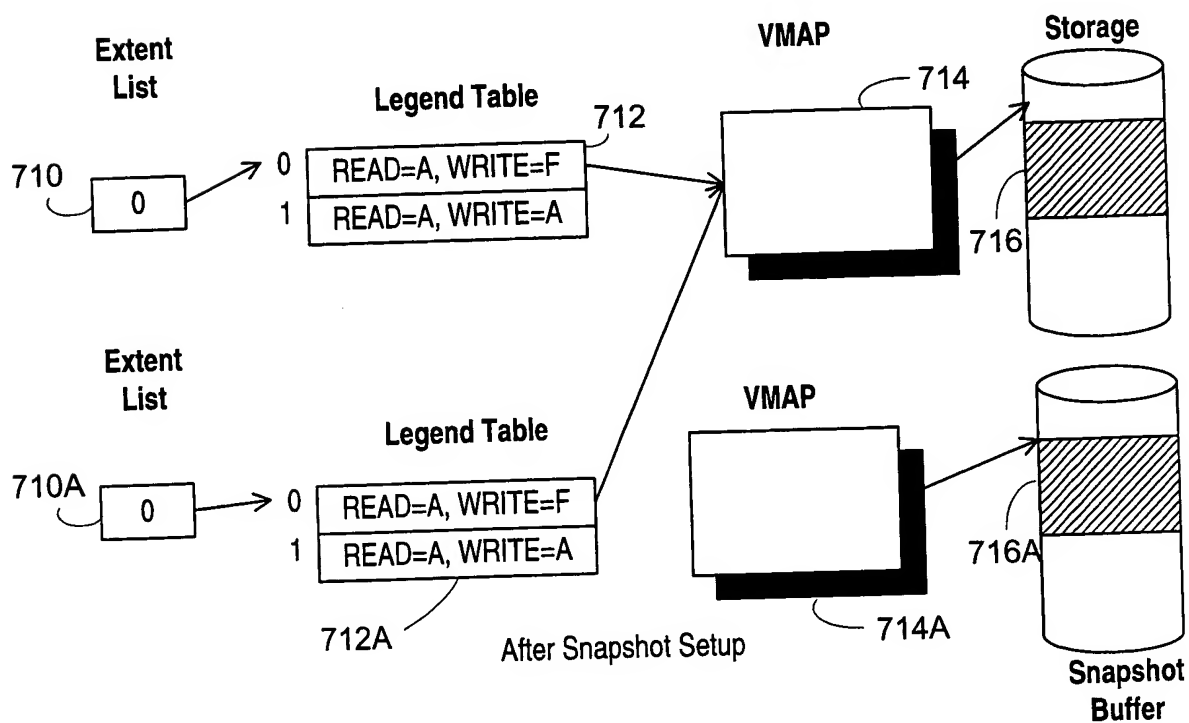 Extent
List
Legend Table
VMAP
Storage
714
712
710
0
0
READ=A, WRITE=F
1
READ=A, WRITE=A
716
Extent
List
Legend Table
VMAP
710A
0
0
READ=A, WRITE=F
1
READ=A, WRITE=A
716A
712A
After Snapshot Setup
714A
Snapshot
Buffer